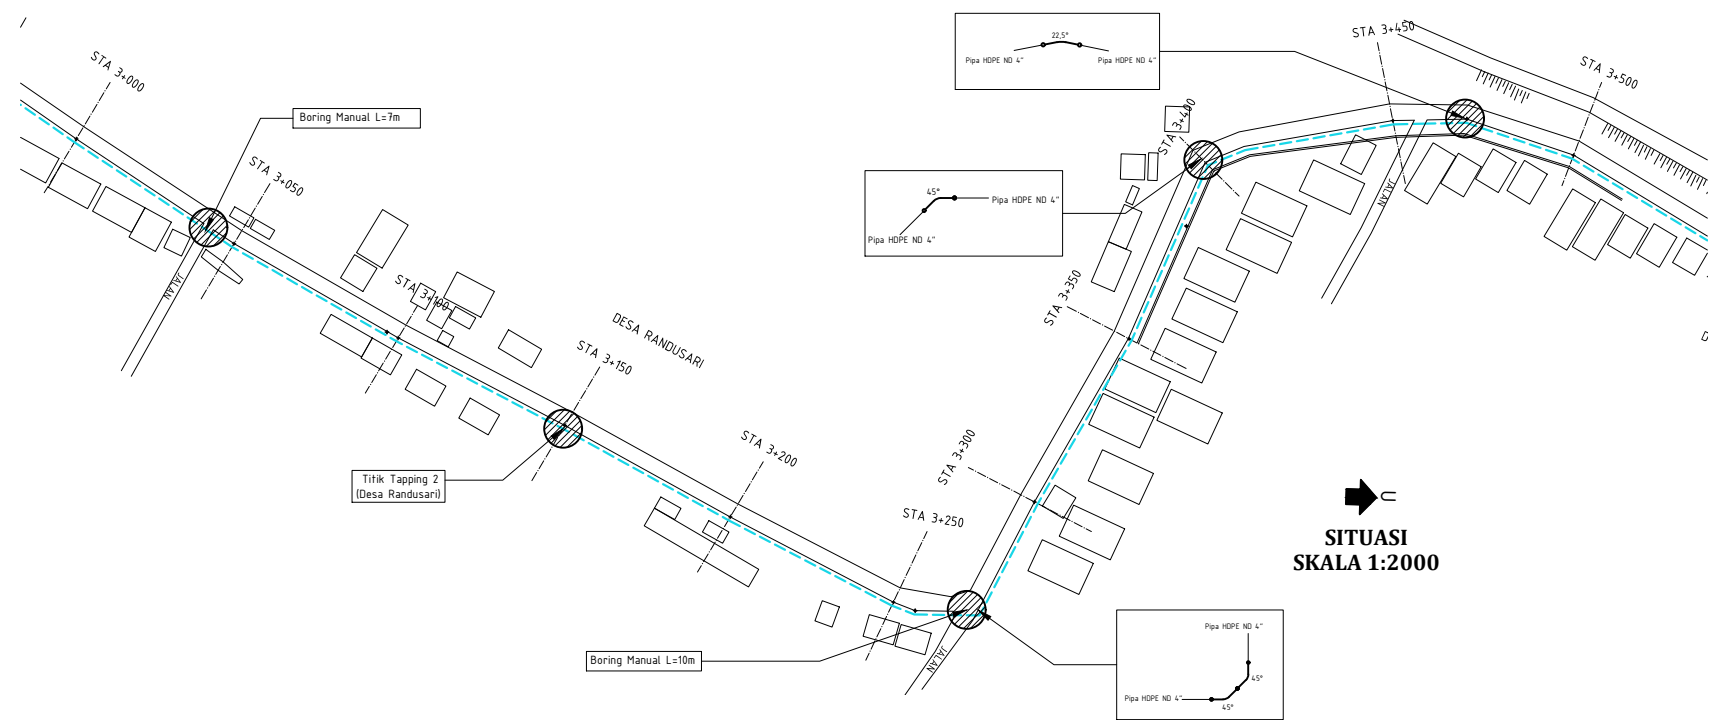 STA 3+000
Boring Manual L=7m
STA 3+050
JALAN
STA 3+100
DESA RANDUSARI
STA 3+150
Titik Tapping 2
(Desa Randusari)
STA 3+200
STA 3+250
Boring Manual L=10m
JALAN
STA 3+300
STA 3+350
STA 3+400
22,5°
Pipa HDPE ND 4"
Pipa HDPE ND 4"
45°
Pipa HDPE ND 4"
Pipa HDPE ND 4"
STA 3+450
JALAN
STA 3+500
U
SITUASI
SKALA 1:2000
Pipa HDPE ND 4"
45°
Pipa HDPE ND 4"
45°
D